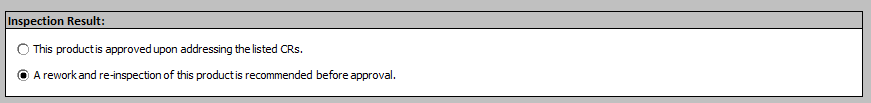 Inspection Result:
This product is approved upon addressing the listed CRs.
A rework and re-inspection of this product is recommended before approval.